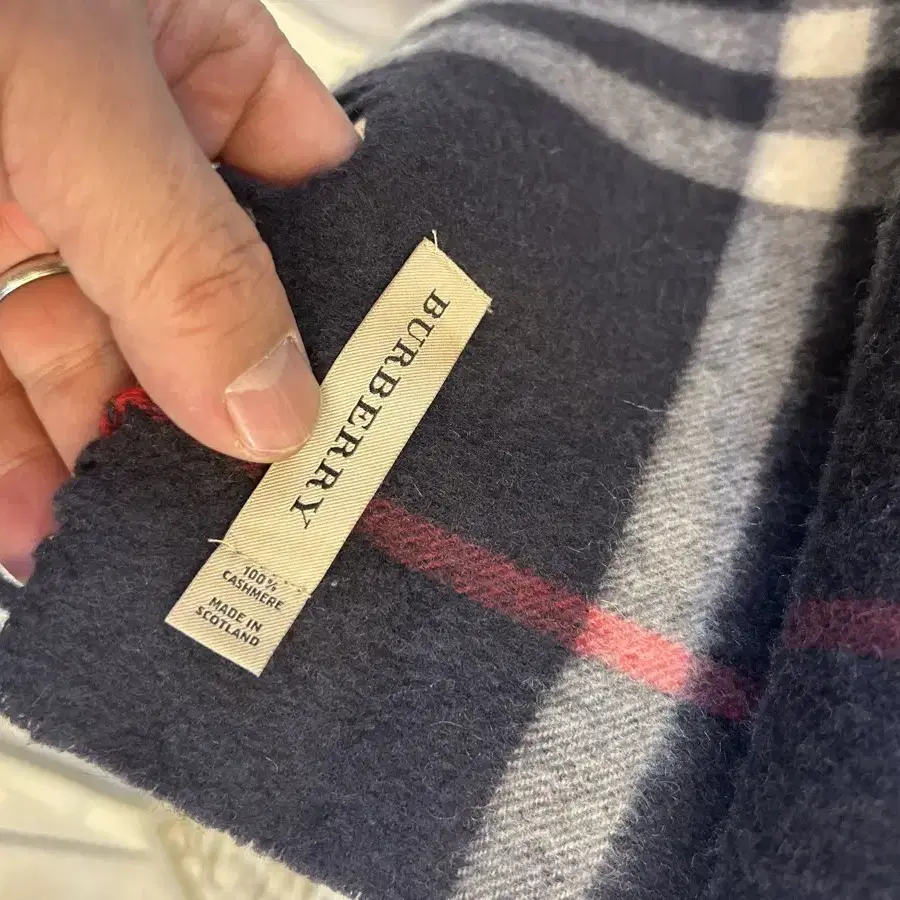 BURBERRY
100%
CASHMERE
MADE IN
SCOTLAND